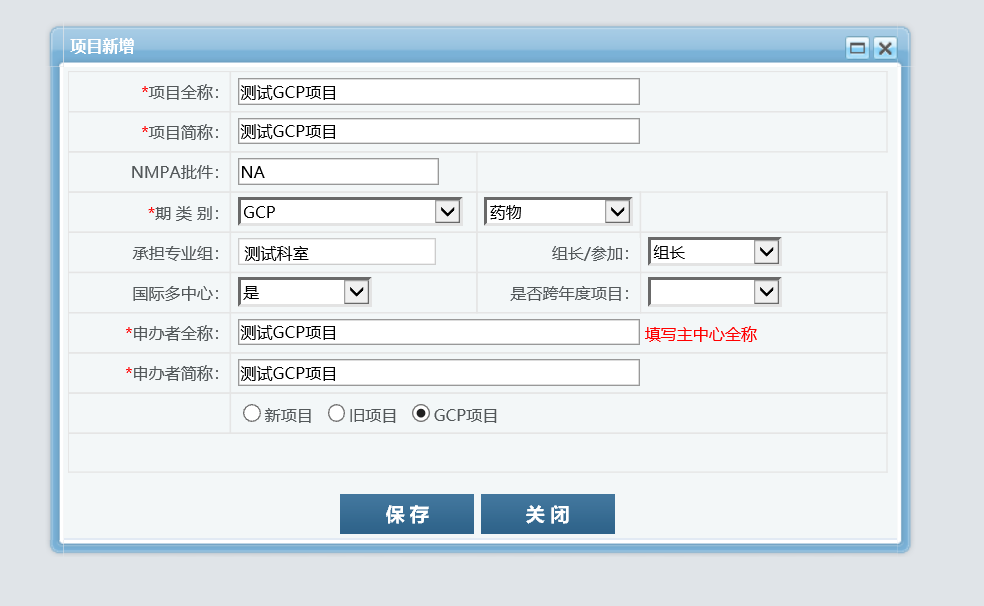 项目新增
*项目全称: 测试GCP项目
*项目简称: 测试GCP项目
NMPA批件: NA
*期 类 别: GCP 药物
承担专业组: 测试科室 组长/参加: 组长
国际多中心: 是 是否跨年度项目:
*申办者全称: 测试GCP项目 填写主中心全称
*申办者简称: 测试GCP项目
新项目 旧项目 GCP项目
保 存 关 闭